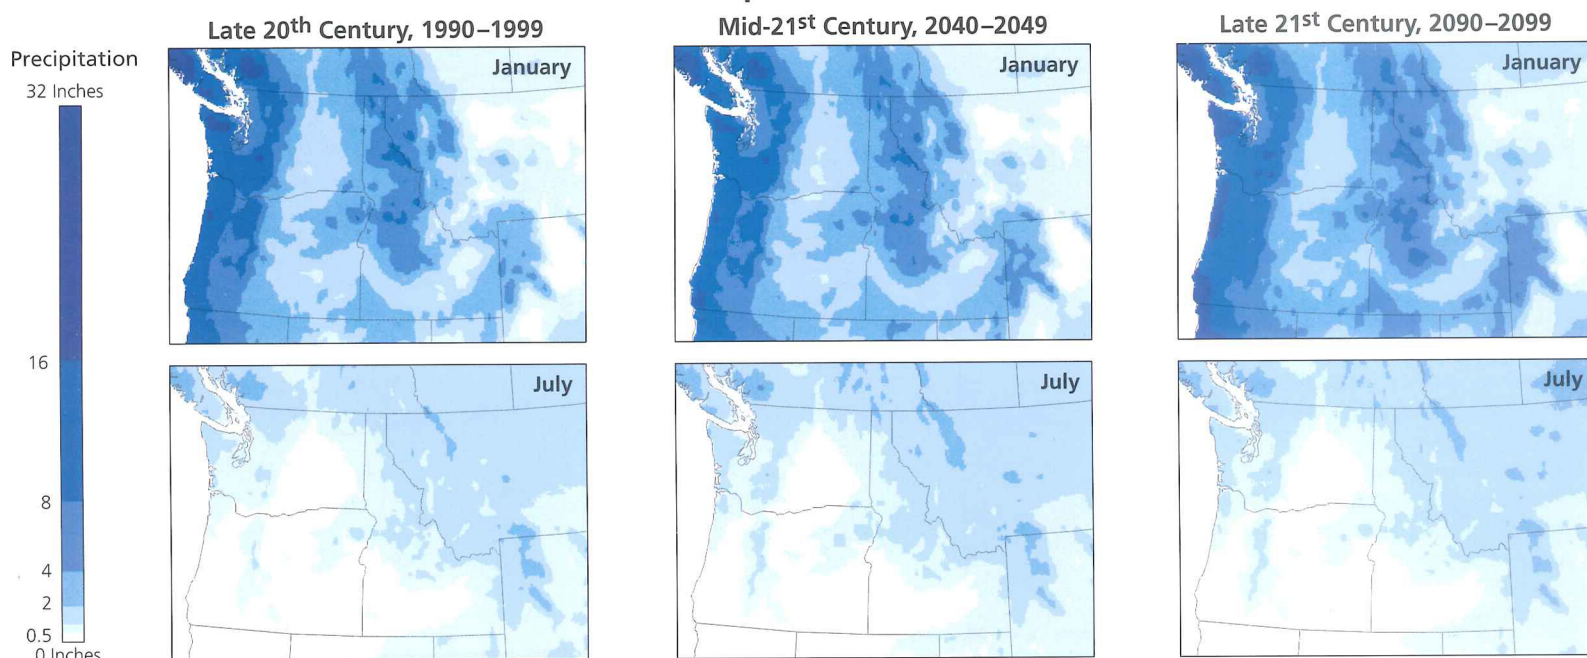 Late 20th Century, 1990–1999
Mid-21st Century, 2040–2049
Late 21st Century, 2090–2099
Precipitation
32 Inches
16
8
4
2
0.5
0 Inches
January
January
January
July
July
July